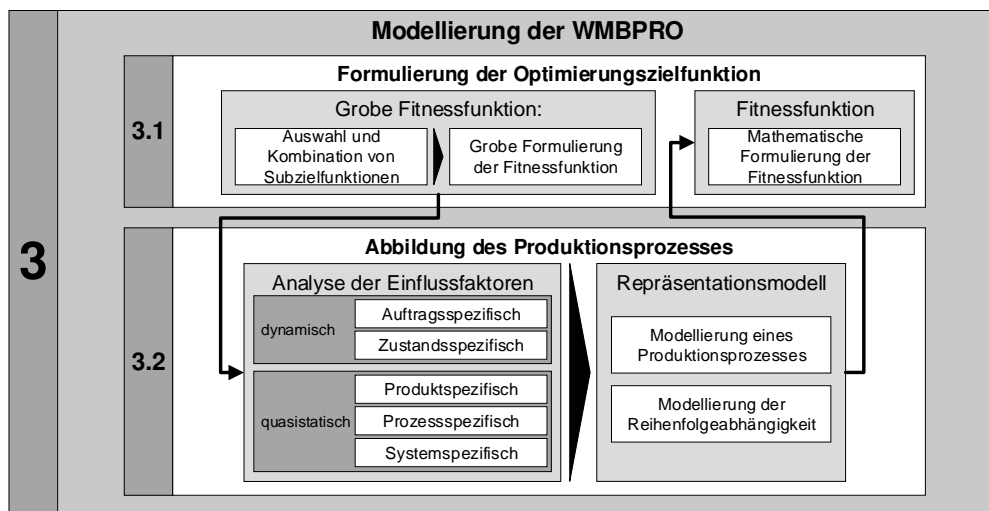 3
Modellierung der WMBPRO
3.1
Formulierung der Optimierungszielfunktion
Grobe Fitnessfunktion:
Auswahl und
Kombination von
Subzielfunktionen
Grobe Formulierung
der Fitnessfunktion
Fitnessfunktion
Mathematische
Formulierung der
Fitnessfunktion
3.2
Abbildung des Produktionsprozesses
Analyse der Einflussfaktoren
dynamisch
Auftragsspezifisch
Zustandsspezifisch
quasistatisch
Produktspezifisch
Prozessspezifisch
Systemspezifisch
Repräsentationsmodell
Modellierung eines
Produktionsprozesses
Modellierung der
Reihenfolgeabhängigkeit